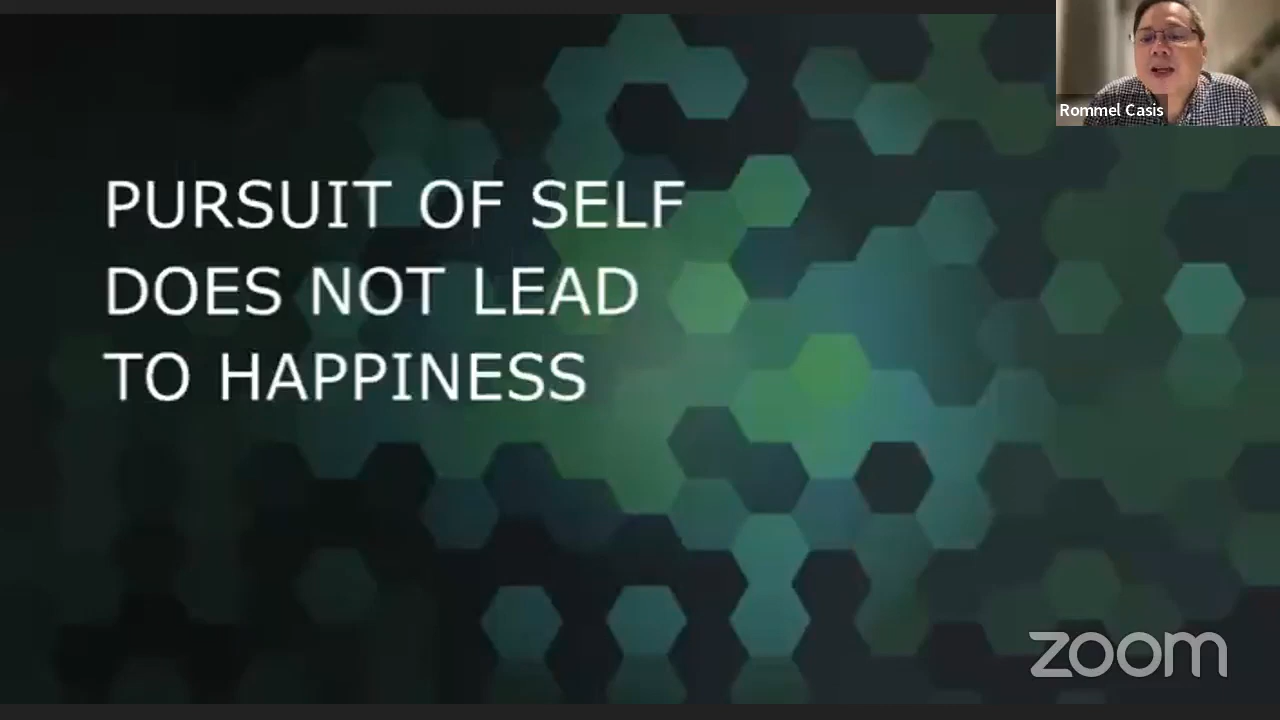 Rommel Casis
PURSUIT OF SELF
DOES NOT LEAD
TO HAPPINESS
zoom